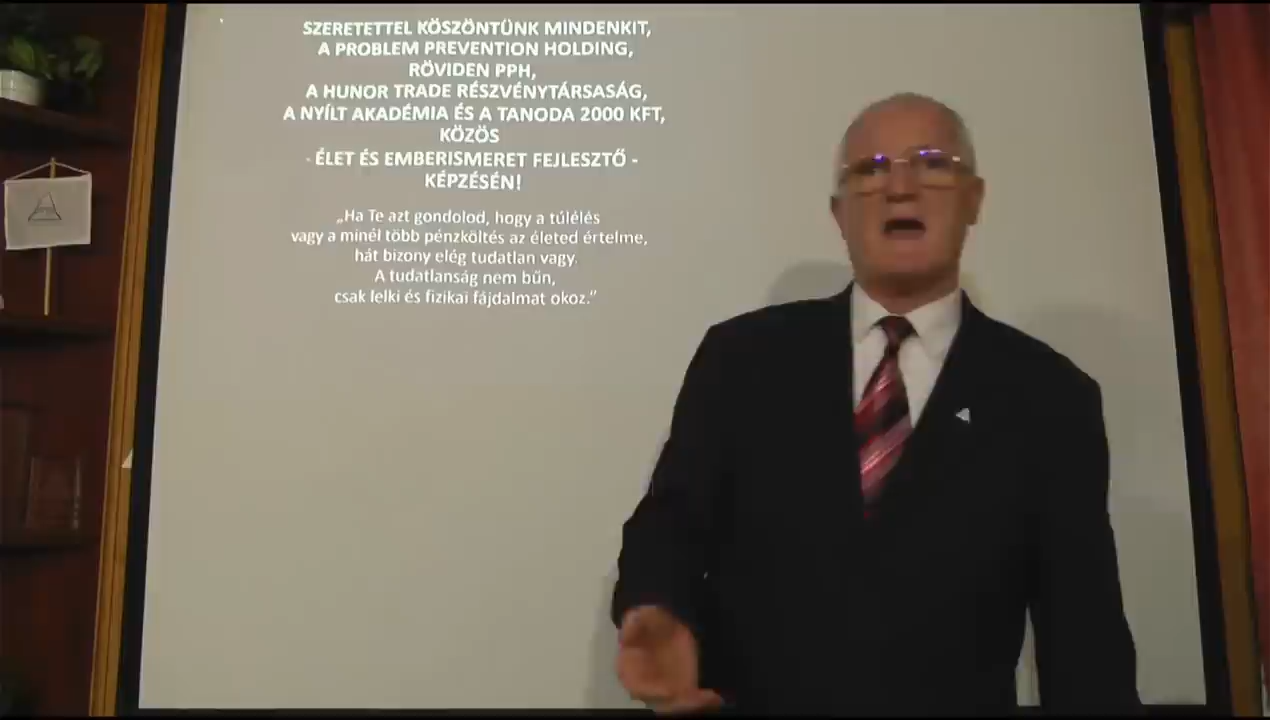 SZERETETTEL KÖSZÖNTÜNK MINDENKIT,
A PROBLEM PREVENTION HOLDING,
RÖVIDEN PPH,
A HUNOR TRADE RÉSZVÉNYTÁRSASÁG,
A NYÍLT AKADÉMIA ÉS A TANODA 2000 KFT,
KÖZÖS
- ÉLET ÉS EMBERISMERET FEJLESZTŐ -
KÉPZÉSÉN!
„Ha Te azt gondolod, hogy a túlélés
vagy a minél több pénzköltés az életed értelme,
hát bizony elég tudatlan vagy.
A tudatlanság nem bűn,
csak lelki és fizikai fájdalmat okoz.”